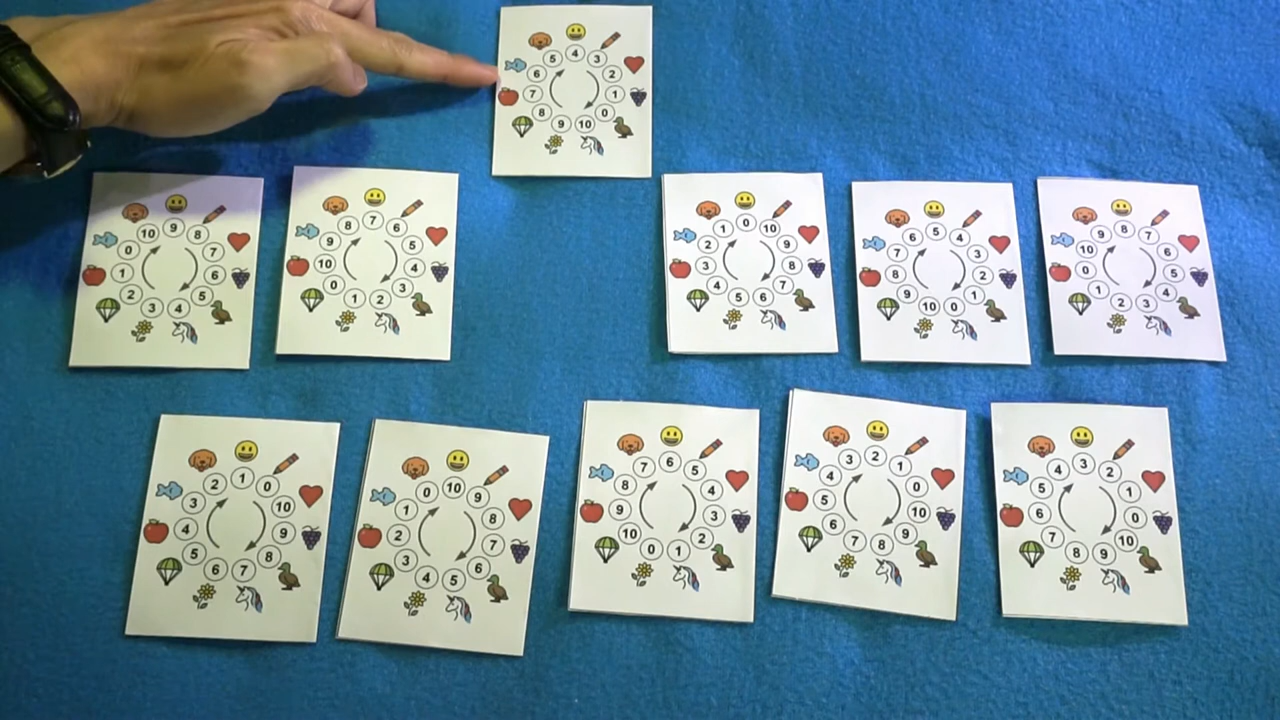 4 3 2 1 0 10 9 8 7 6 5
9 8 7 6 5 4 3 2 1 0 10
7 6 5 4 3 2 1 0 10 9 8
0 10 9 8 7 6 5 4 3 2 1
5 4 3 2 1 0 10 9 8 7 6
8 7 6 5 4 3 2 1 0 10 9
1 0 10 9 8 7 6 5 4 3 2
10 9 8 7 6 5 4 3 2 1 0
6 5 4 3 2 1 0 10 9 8 7
2 1 0 10 9 8 7 6 5 4 3
3 2 1 0 10 9 8 7 6 5 4